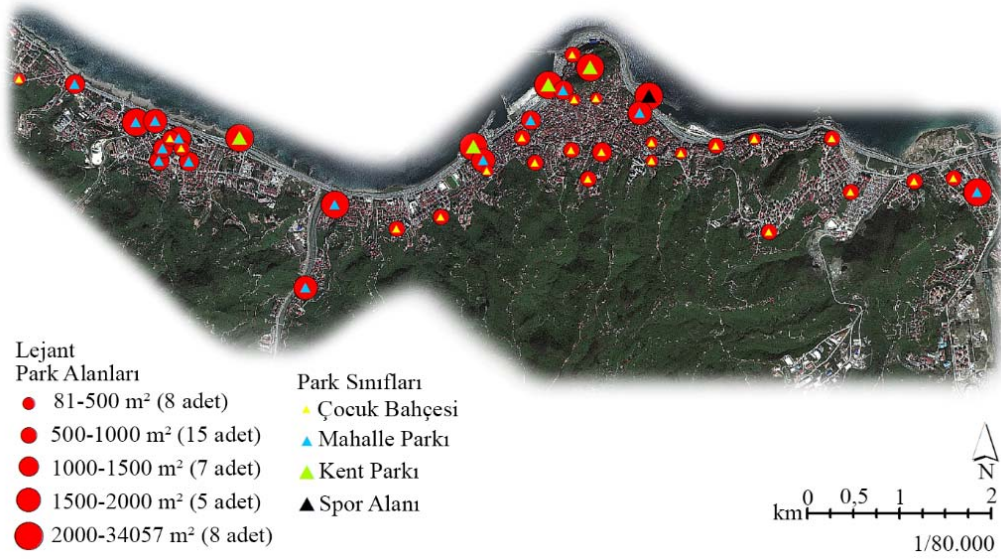 Lejant
Park Alanları
81-500 m² (8 adet)
500-1000 m² (15 adet)
1000-1500 m² (7 adet)
1500-2000 m² (5 adet)
2000-34057 m² (8 adet)
Park Sınıfları
Çocuk Bahçesi
Mahalle Parkı
Kent Parkı
Spor Alanı
N
0 0,5 1 2
km
1/80.000